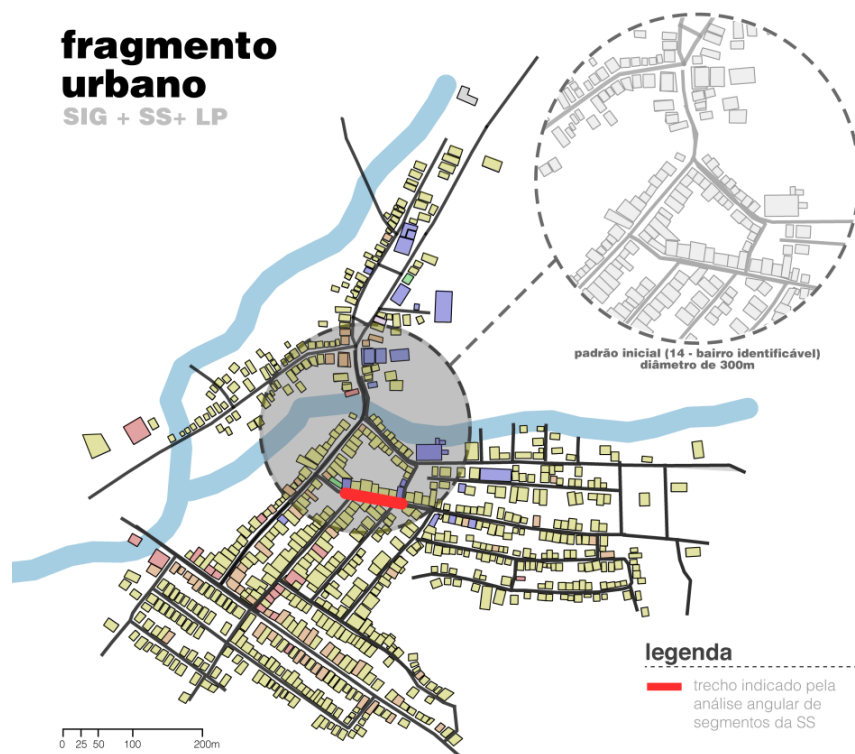 fragmento
urbano
SIG + SS+ LP
padrão inicial (14 - bairro identificável)
diâmetro de 300m
legenda
trecho indicado pela
análise angular de
segmentos da SS
0 25 50 100 200m